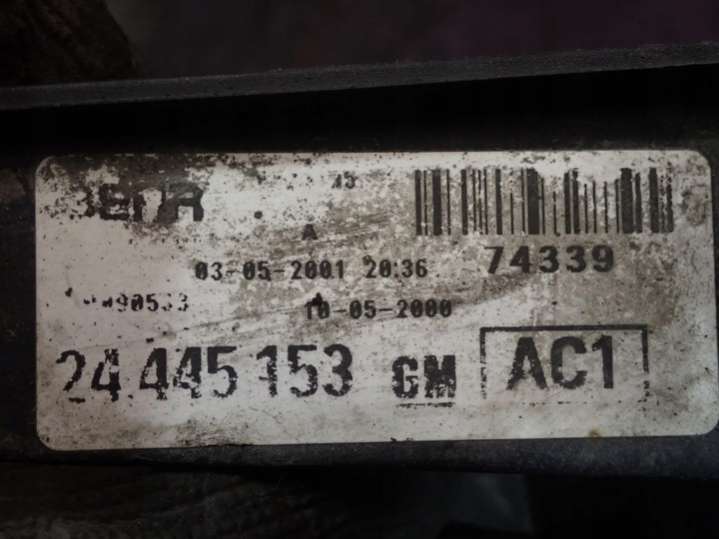 BEHR
A
03-05-2001 20:36
74339
10-05-2000
24.445 153 GM AC1